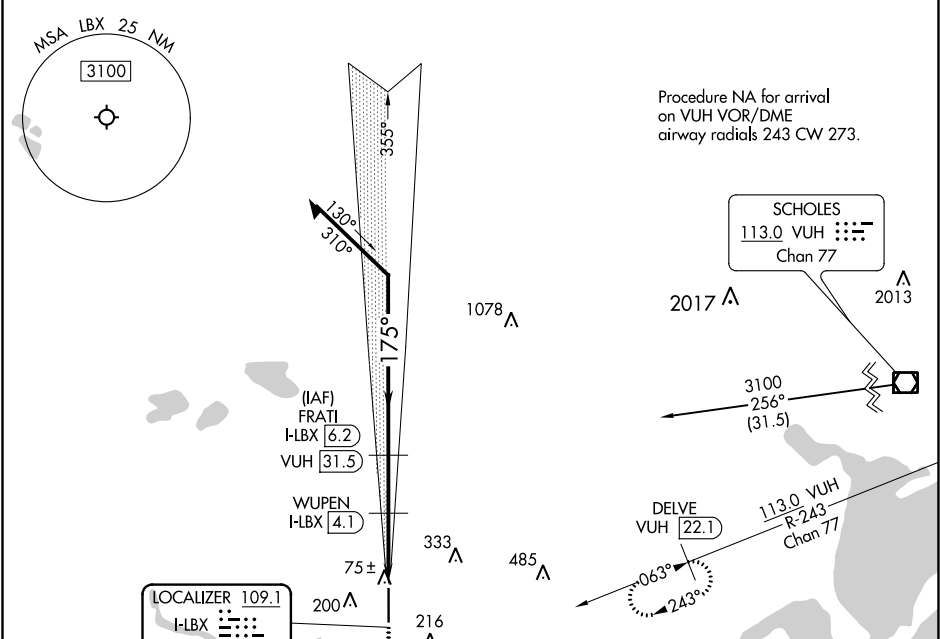 MSA LBX 25 NM
3100
Procedure NA for arrival
on VUH VOR/DME
airway radials 243 CW 273.
355°
130°
310°
175°
SCHOLES
113.0 VUH
Chan 77
2017
2013
1078
3100
256°
(31.5)
(IAF)
FRATI
I-LBX 6.2
VUH 31.5
WUPEN
I-LBX 4.1
DELVE
VUH 22.1
113.0 VUH
R-243
Chan 77
063°
243°
333
485
75±
200
216
LOCALIZER 109.1
I-LBX